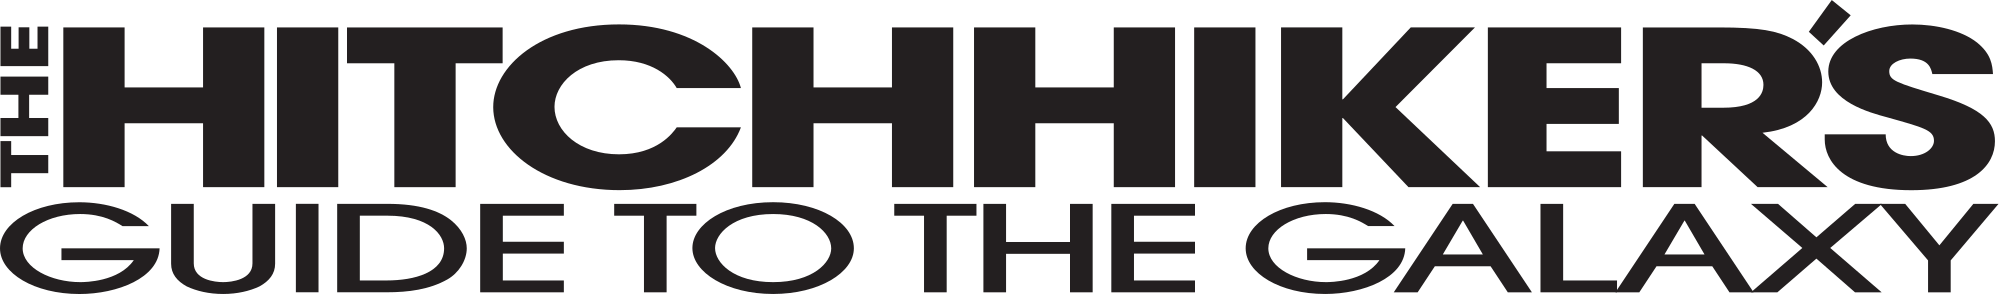 THE
HITCHHIKER'S
GUIDE TO THE GALAXY